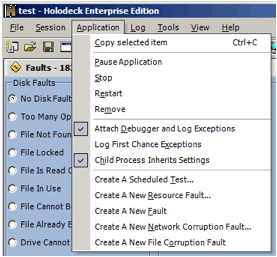 test - Holodeck Enterprise Edition
File Session Application Log Tools View Help
Copy selected item Ctrl+C
Pause Application
Stop
Restart
Remove
Attach Debugger and Log Exceptions
Log First Chance Exceptions
Child Process Inherits Settings
Create A Scheduled Test...
Create A New Resource Fault...
Create A New Fault
Create A New Network Corruption Fault...
Create A New File Corruption Fault
Faults - 18
Disk Faults
No Disk Fault
Too Many Op
File Not Foun
File Locked
File Is Read O
File In Use
File Cannot B
File Already E
Drive Cannot